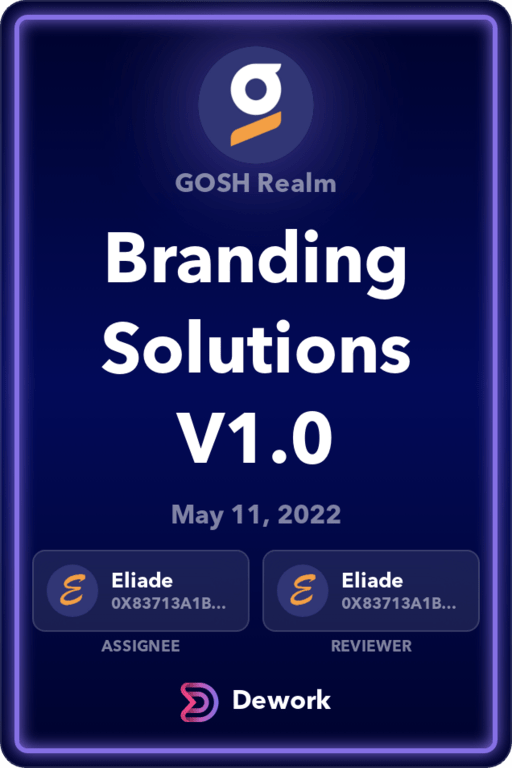 GOSH Realm
Branding
Solutions
V1.0
May 11, 2022
Eliade
0X83713A1B...
ASSIGNEE
Eliade
0X83713A1B...
REVIEWER
Dework